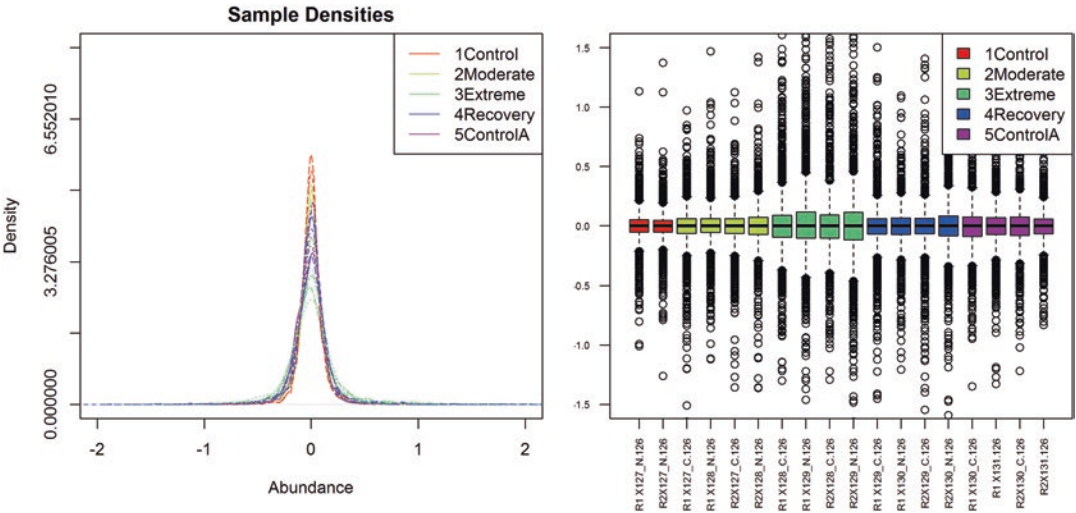 Sample Densities
1Control
2Moderate
3Extreme
4Recovery
5ControlA
Density
6.552010
3.276005
0.000000
-2
-1
0
1
2
Abundance
1.5
1.0
0.5
0.0
-0.5
-1.0
-1.5
1Control
2Moderate
3Extreme
4Recovery
5ControlA
R1 X127_N.126
R2X127_N.126
R1 X127_C.126
R1 X128_N.126
R2X127_C.126
R2X128_N.126
R1 X128_C.126
R1 X129_N.126
R2X128_C.126
R2X129_N.126
R1 X129_C.126
R1 X130_N.126
R2X129_C.126
R2X130_N.126
R1 X130_C.126
R1 X131.126
R2X130_C.126
R2X131.126